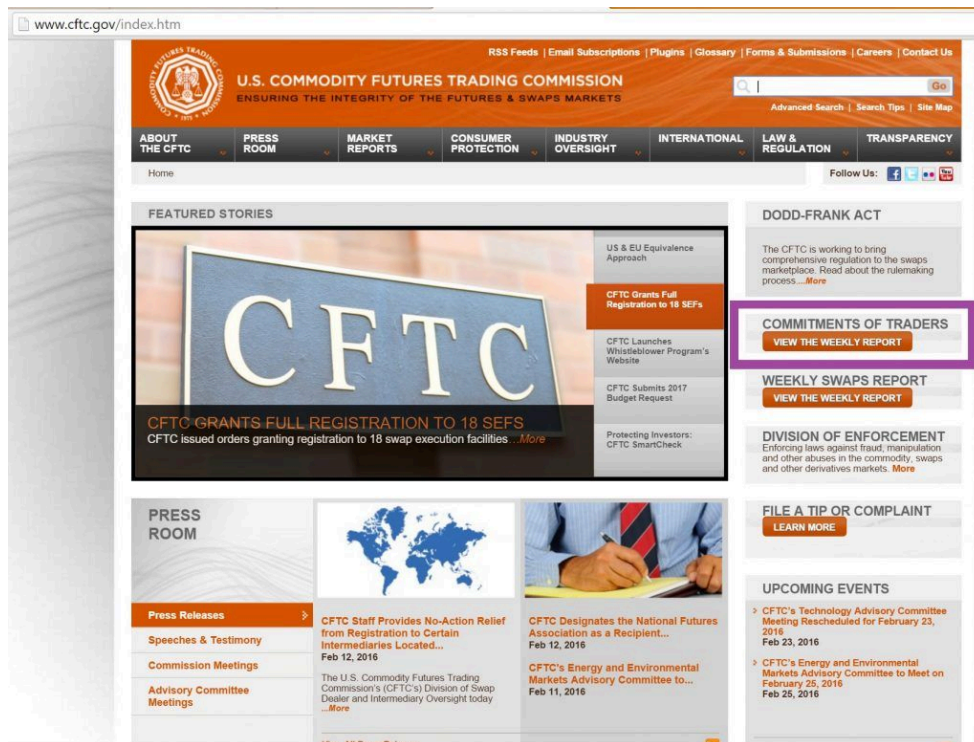 www.cftc.gov/index.htm
RSS Feeds | Email Subscriptions | Plugins | Glossary | Forms & Submissions | Careers | Contact Us
U.S. COMMODITY FUTURES TRADING COMMISSION
ENSURING THE INTEGRITY OF THE FUTURES & SWAPS MARKETS
Go
Advanced Search | Search Tips | Site Map
ABOUT THE CFTC
PRESS ROOM
MARKET REPORTS
CONSUMER PROTECTION
INDUSTRY OVERSIGHT
INTERNATIONAL
LAW & REGULATION
TRANSPARENCY
Home
Follow Us:
FEATURED STORIES
CFTC
CFTC GRANTS FULL REGISTRATION TO 18 SEFS
CFTC issued orders granting registration to 18 swap execution facilities...More
US & EU Equivalence
Approach
CFTC Grants Full
Registration to 18 SEFs
CFTC Launches
Whistleblower Program's
Website
CFTC Submits 2017
Budget Request
Protecting Investors:
CFTC SmartCheck
DODD-FRANK ACT
The CFTC is working to bring
comprehensive regulation to the swaps
marketplace. Read about the rulemaking
process ...More
COMMITMENTS OF TRADERS
VIEW THE WEEKLY REPORT
WEEKLY SWAPS REPORT
VIEW THE WEEKLY REPORT
DIVISION OF ENFORCEMENT
Enforcing laws against fraud, manipulation
and other abuses in the commodity, swaps
and other derivatives markets. More
FILE A TIP OR COMPLAINT
LEARN MORE
PRESS
ROOM
Press Releases
Speeches & Testimony
Commission Meetings
Advisory Committee
Meetings
CFTC Staff Provides No-Action Relief
from Registration to Certain
Intermediaries Located...
Feb 12, 2016
The U.S. Commodity Futures Trading
Commission's (CFTC's) Division of Swap
Dealer and Intermediary Oversight today
...More
CFTC Designates the National Futures
Association as a Recipient...
Feb 12, 2016
CFTC's Energy and Environmental
Markets Advisory Committee to...
Feb 11, 2016
UPCOMING EVENTS
CFTC's Technology Advisory Committee
Meeting Rescheduled for February 23,
2016
Feb 23, 2016
CFTC's Energy and Environmental
Markets Advisory Committee to Meet on
February 25, 2016
Feb 25, 2016